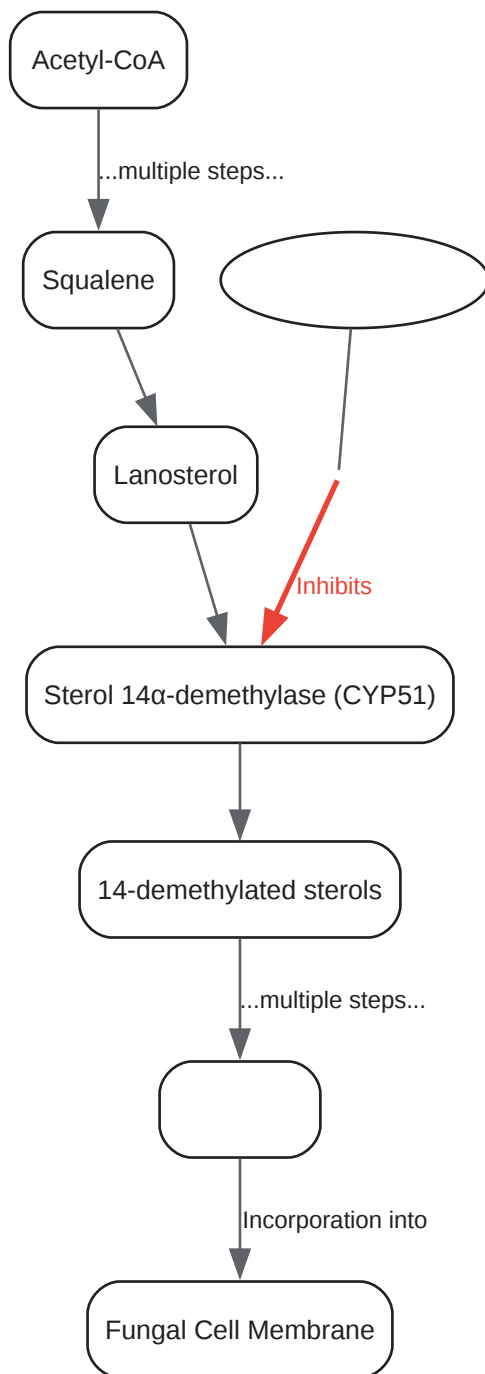 Acetyl-CoA
...multiple steps...
Squalene
Lanosterol
Inhibits
Sterol 14α-demethylase (CYP51)
14-demethylated sterols
...multiple steps...
Incorporation into
Fungal Cell Membrane